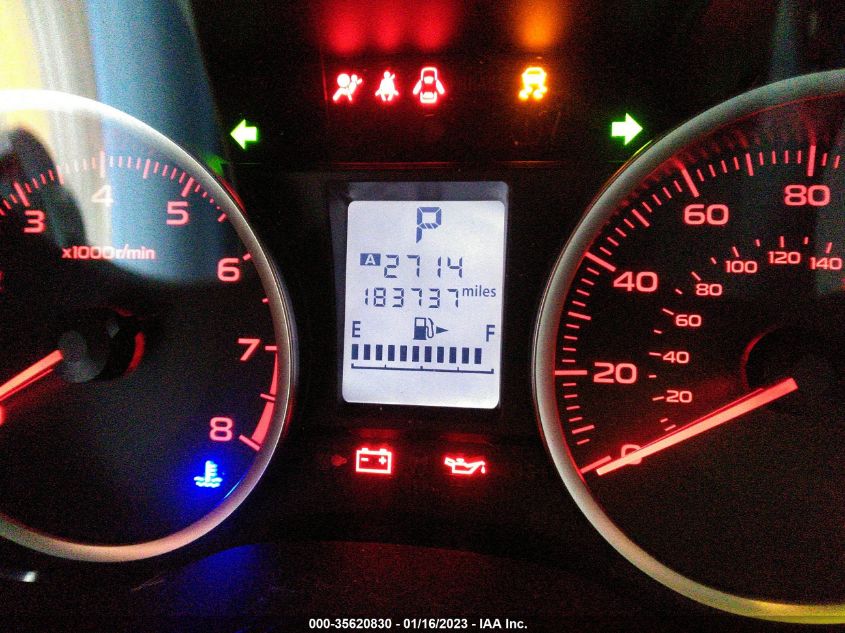 P
A 2714
183737 miles
E F
3 4 5 6 7 8
x1000r/min
0 20 40 60 80
20 40 60 80 100 120 140
000-35620830 - 01/16/2023 - IAA Inc.